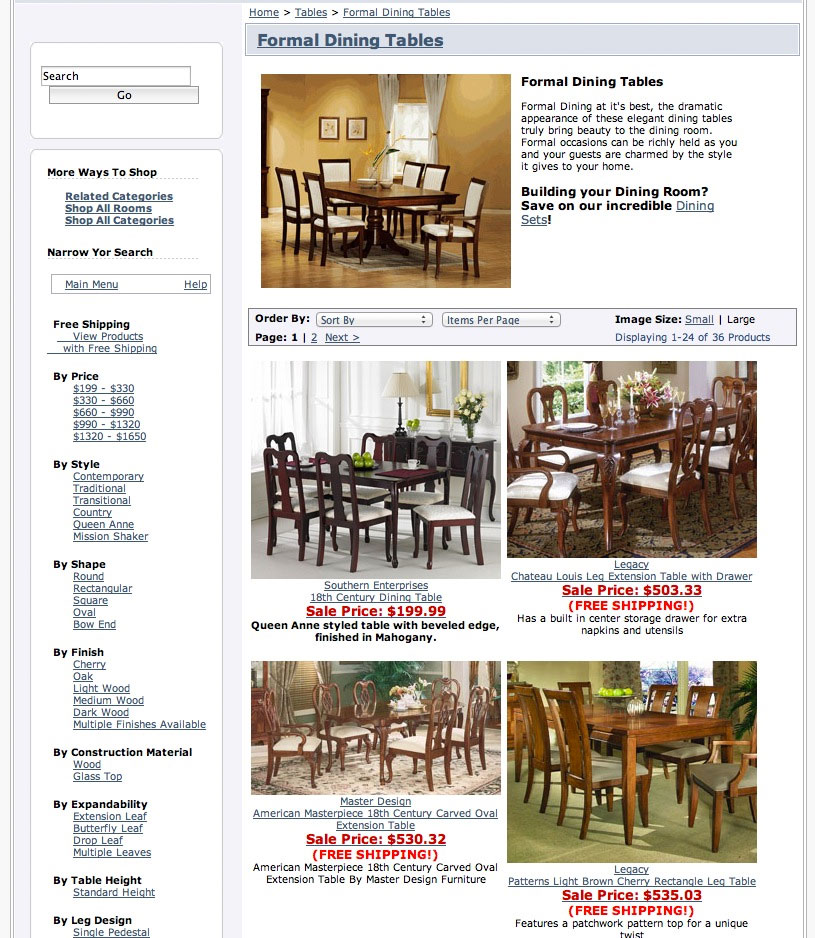 Home > Tables > Formal Dining Tables
Formal Dining Tables
Search
Go
More Ways To Shop
Related Categories
Shop All Rooms
Shop All Categories
Narrow Yor Search
Main Menu Help
Free Shipping
View Products
with Free Shipping
By Price
$199 - $330
$330 - $660
$660 - $990
$990 - $1320
$1320 - $1650
By Style
Contemporary
Traditional
Transitional
Country
Queen Anne
Mission Shaker
By Shape
Round
Rectangular
Square
Oval
Bow End
By Finish
Cherry
Oak
Light Wood
Medium Wood
Dark Wood
Multiple Finishes Available
By Construction Material
Wood
Glass Top
By Expandability
Extension Leaf
Butterfly Leaf
Drop Leaf
Multiple Leaves
By Table Height
Standard Height
By Leg Design
Single Pedestal
Formal Dining Tables
Formal Dining at it's best, the dramatic
appearance of these elegant dining tables
truly bring beauty to the dining room.
Formal occasions can be richly held as you
and your guests are charmed by the style
it gives to your home.
Building your Dining Room?
Save on our incredible Dining
Sets!
Order By: Sort By Items Per Page Image Size: Small | Large
Page: 1 | 2 Next > Displaying 1-24 of 36 Products
Southern Enterprises
18th Century Dining Table
Sale Price: $199.99
Queen Anne styled table with beveled edge,
finished in Mahogany.
Legacy
Chateau Louis Leg Extension Table with Drawer
Sale Price: $503.33
(FREE SHIPPING!)
Has a built in center storage drawer for extra
napkins and utensils
Master Design
American Masterpiece 18th Century Carved Oval
Extension Table
Sale Price: $530.32
(FREE SHIPPING!)
American Masterpiece 18th Century Carved Oval
Extension Table By Master Design Furniture
Legacy
Patterns Light Brown Cherry Rectangle Leg Table
Sale Price: $535.03
(FREE SHIPPING!)
Features a patchwork pattern top for a unique
twist